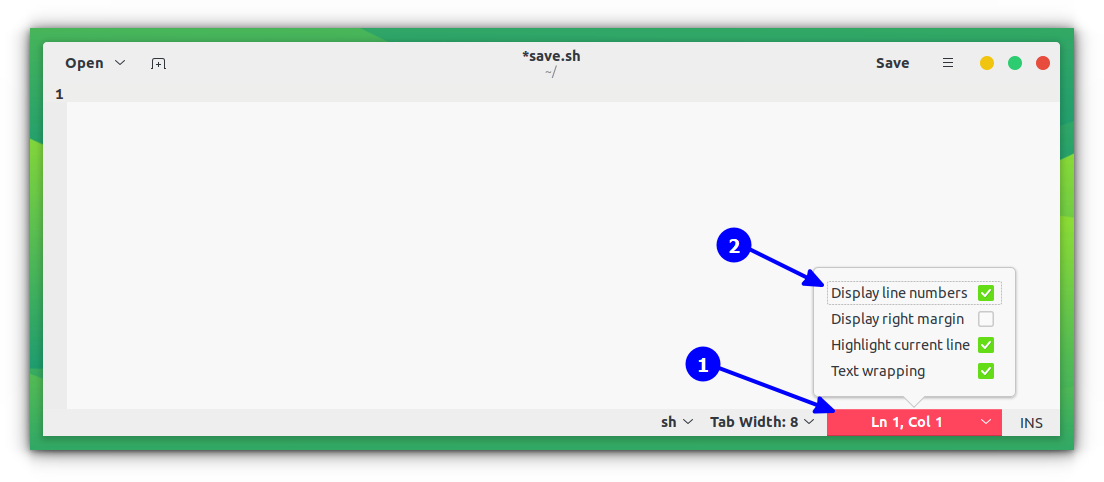 Open
*save.sh
~/
Save
1
2
Display line numbers
Display right margin
Highlight current line
Text wrapping
1
sh
Tab Width: 8
Ln 1, Col 1
INS